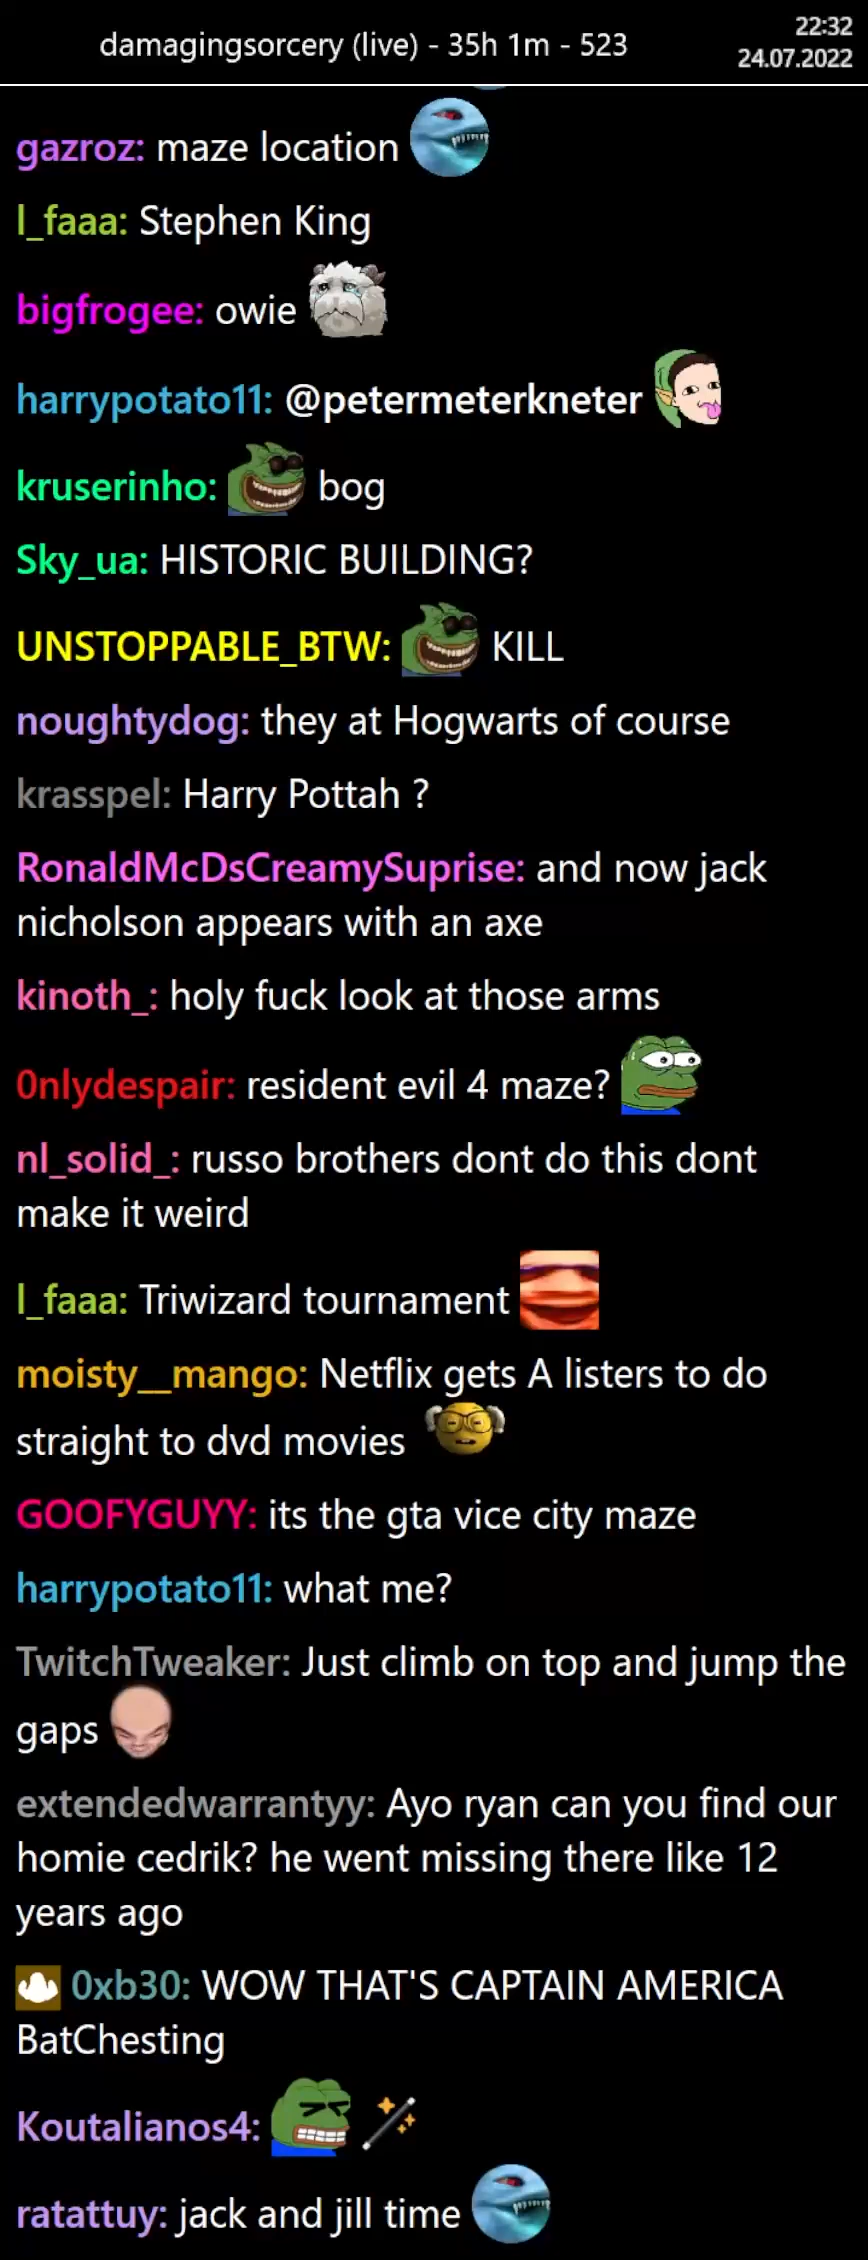 damagingsorcery (live) - 35h 1m - 523
22:32
24.07.2022
gazroz: maze location
l_faaa: Stephen King
bigfrogee: owie
harrypotato11: @petermeterkneter
kruserinho: bog
Sky_ua: HISTORIC BUILDING?
UNSTOPPABLE_BTW: KILL
noughtydog: they at Hogwarts of course
krasspel: Harry Pottah ?
RonaldMcDsCreamySuprise: and now jack
nicholson appears with an axe
kinoth_: holy fuck look at those arms
0nlydespair: resident evil 4 maze?
nl_solid_: russo brothers dont do this dont
make it weird
l_faaa: Triwizard tournament
moisty__mango: Netflix gets A listers to do
straight to dvd movies
GOOFYGUYY: its the gta vice city maze
harrypotato11: what me?
TwitchTweaker: Just climb on top and jump the
gaps
extendedwarrantyy: Ayo ryan can you find our
homie cedrik? he went missing there like 12
years ago
0xb30: WOW THAT'S CAPTAIN AMERICA
BatChesting
Koutalianos4:
ratattuy: jack and jill time